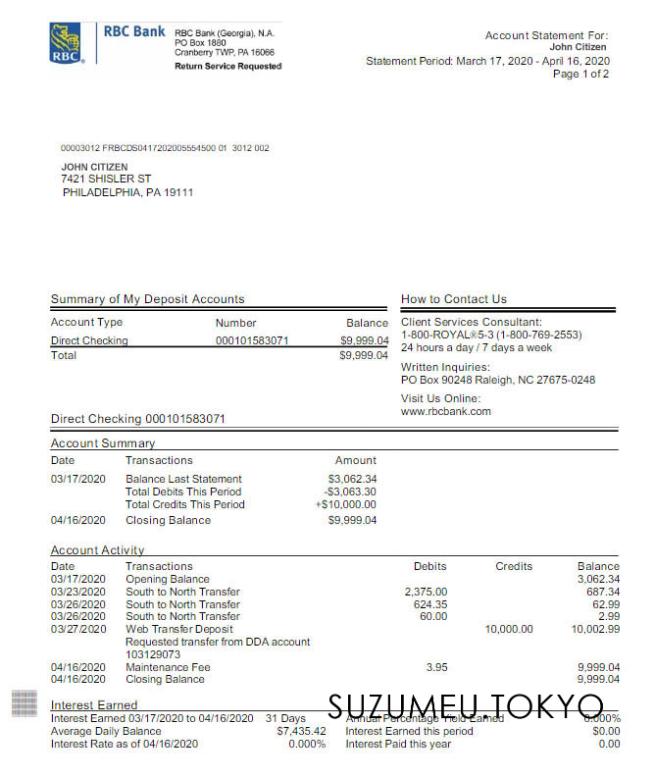 RBC
RBC Bank
RBC Bank (Georgia), N.A.
PO Box 1880
Cranberry TWP, PA 16066
Return Service Requested
Account Statement For:
John Citizen
Statement Period: March 17, 2020 - April 16, 2020
Page 1 of 2
00003012 FRBCDS0417202005554500 01 3012 002
JOHN CITIZEN
7421 SHISLER ST
PHILADELPHIA, PA 19111
Summary of My Deposit Accounts
Account Type Number Balance
Direct Checking 000101583071 $9,999.04
Total $9,999.04
How to Contact Us
Client Services Consultant:
1-800-ROYAL®5-3 (1-800-769-2553)
24 hours a day / 7 days a week
Written Inquiries:
PO Box 90248 Raleigh, NC 27675-0248
Visit Us Online:
www.rbcbank.com
Direct Checking 000101583071
Account Summary
Date Transactions Amount
03/17/2020 Balance Last Statement $3,062.34
Total Debits This Period -$3,063.30
Total Credits This Period +$10,000.00
04/16/2020 Closing Balance $9,999.04
Account Activity
Date Transactions Debits Credits Balance
03/17/2020 Opening Balance 3,062.34
03/23/2020 South to North Transfer 2,375.00 687.34
03/26/2020 South to North Transfer 624.35 62.99
03/26/2020 South to North Transfer 60.00 2.99
03/27/2020 Web Transfer Deposit 10,000.00 10,002.99
Requested transfer from DDA account
103129073
04/16/2020 Maintenance Fee 3.95 9,999.04
04/16/2020 Closing Balance 9,999.04
Interest Earned
SUZUMEU.TOKYO
Interest Earned 03/17/2020 to 04/16/2020 31 Days Annual Percentage Yield Earned 0.000%
Average Daily Balance $7,435.42 Interest Earned this period $0.00
Interest Rate as of 04/16/2020 0.000% Interest Paid this year 0.00